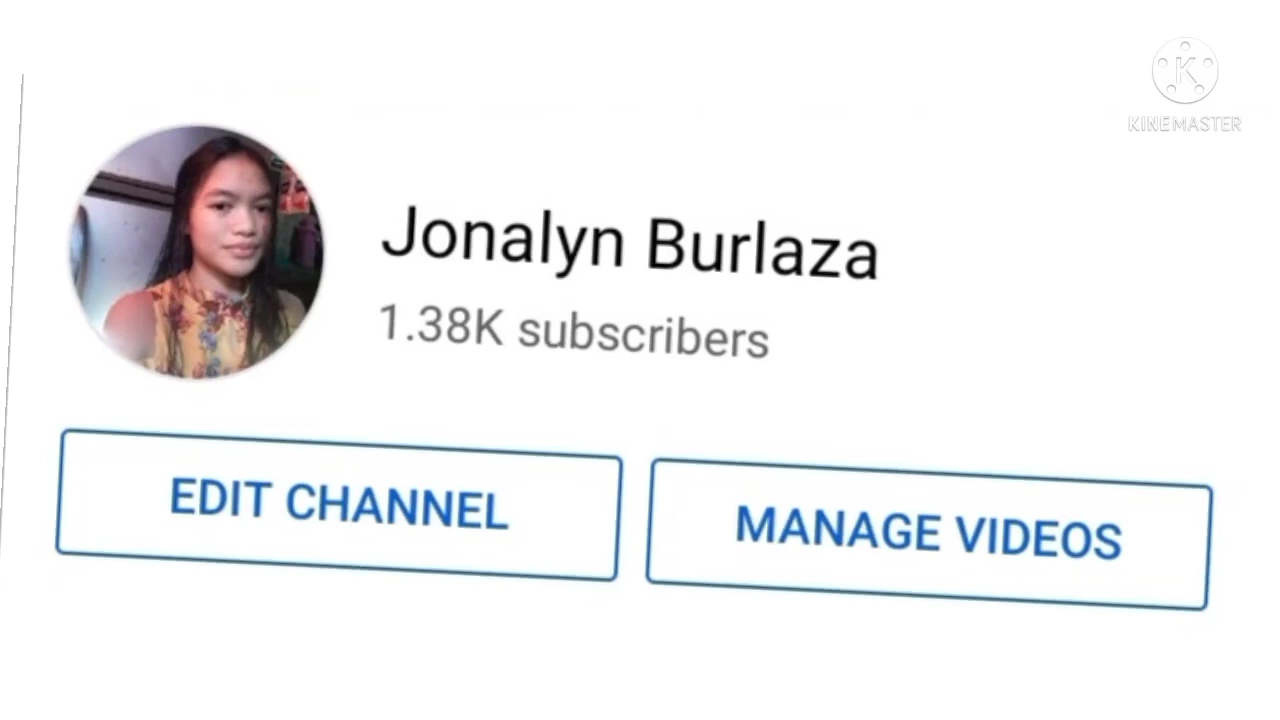 KINEMASTER
Jonalyn Burlaza
1.38K subscribers
EDIT CHANNEL
MANAGE VIDEOS